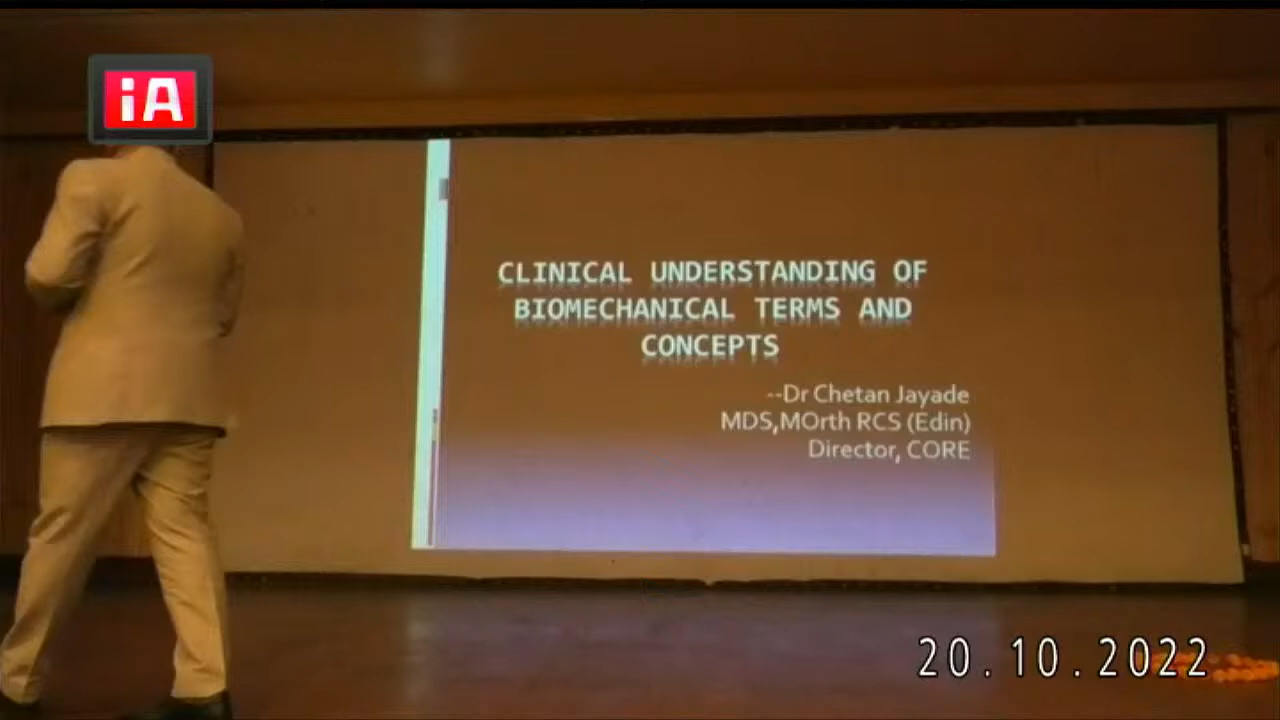 iA
CLINICAL UNDERSTANDING OF
BIOMECHANICAL TERMS AND
CONCEPTS
--Dr Chetan Jayade
MDS,MOrth RCS (Edin)
Director, CORE
20.10.2022